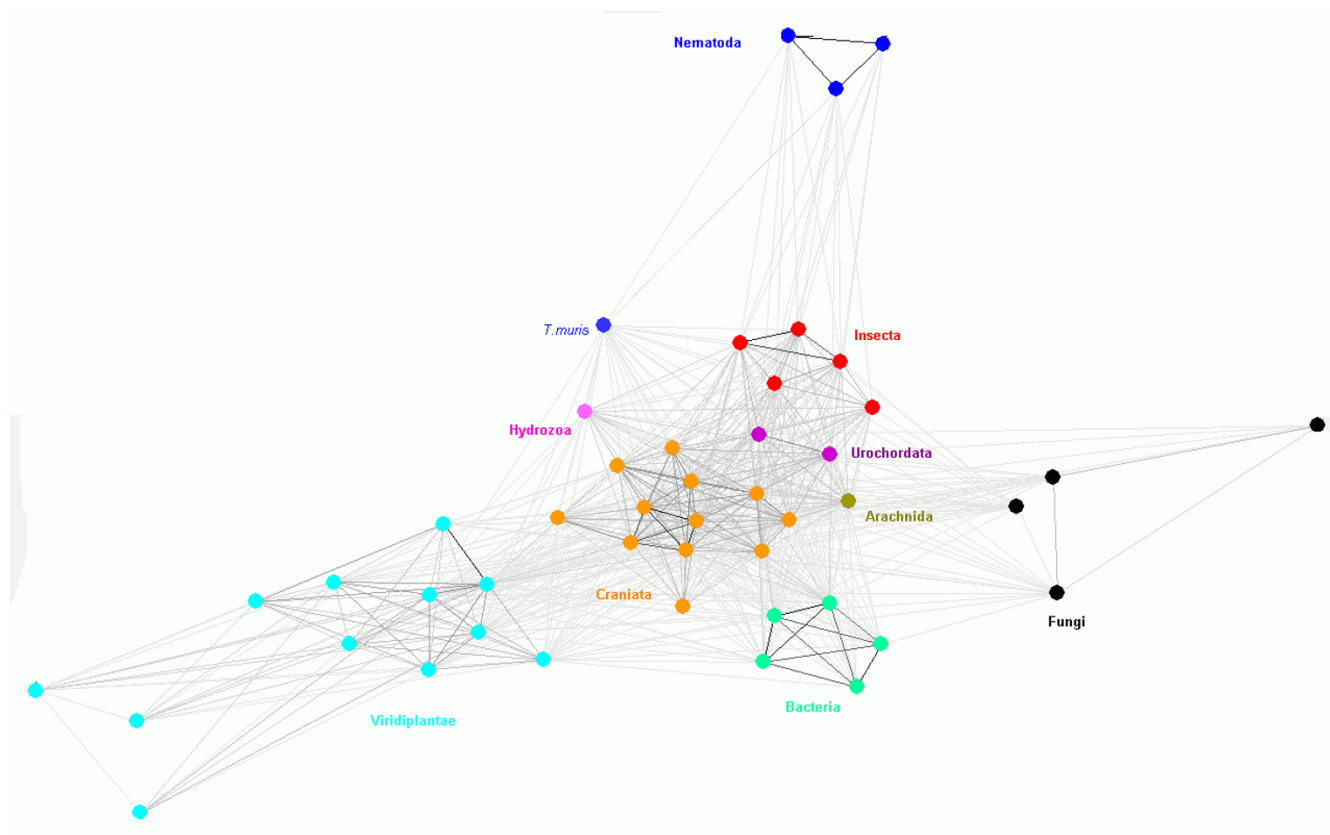 Nematoda
T.muris
Insecta
Hydrozoa
Urochordata
Arachnida
Craniata
Fungi
Bacteria
Viridiplantae